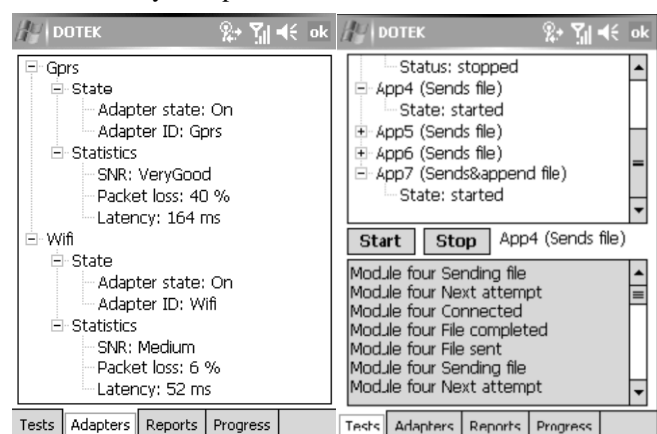 DOTEK ok
Gprs
State
Adapter state: On
Adapter ID: Gprs
Statistics
SNR: VeryGood
Packet loss: 40 %
Latency: 164 ms
Wifi
State
Adapter state: On
Adapter ID: Wifi
Statistics
SNR: Medium
Packet loss: 6 %
Latency: 52 ms
Tests Adapters Reports Progress
DOTEK ok
Status: stopped
App4 (Sends file)
State: started
App5 (Sends file)
App6 (Sends file)
App7 (Sends&append file)
State: started
Start Stop App4 (Sends file)
Module four Sending file
Module four Next attempt
Module four Connected
Module four File completed
Module four File sent
Module four Sending file
Module four Next attempt
Tests Adapters Reports Progress